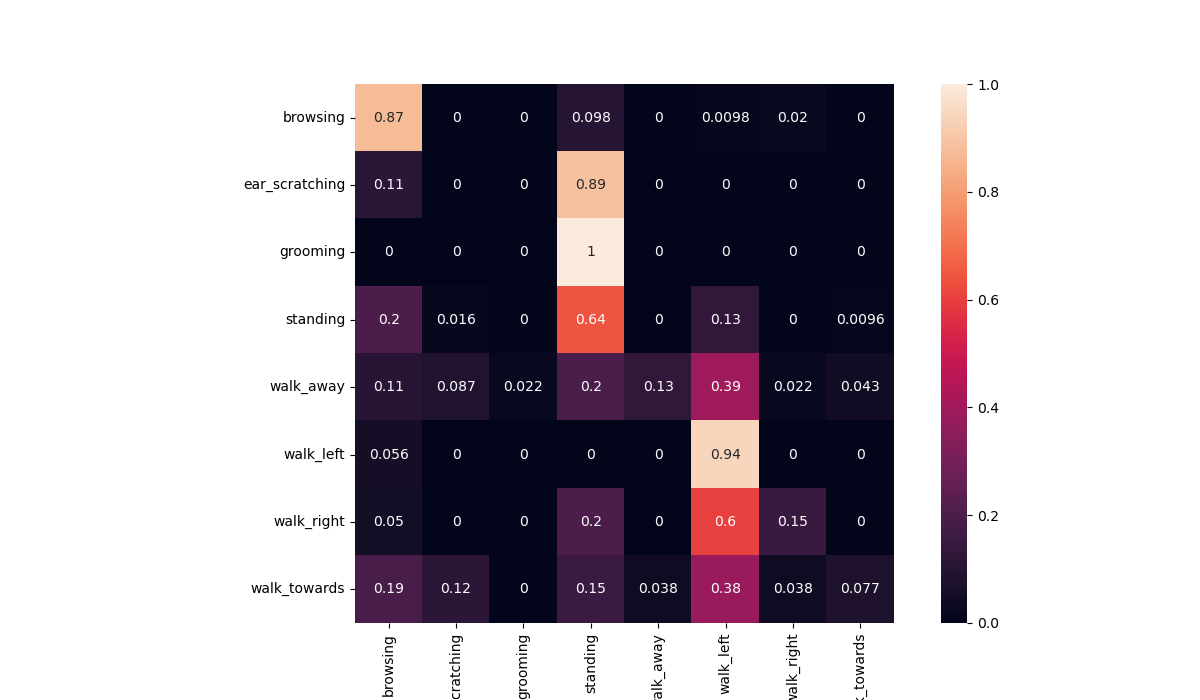 browsing 0.87 0 0 0.098 0 0.0098 0.02 0
ear_scratching 0.11 0 0 0.89 0 0 0 0
grooming 0 0 0 1 0 0 0 0
standing 0.2 0.016 0 0.64 0 0.13 0 0.0096
walk_away 0.11 0.087 0.022 0.2 0.13 0.39 0.022 0.043
walk_left 0.056 0 0 0 0 0.94 0 0
walk_right 0.05 0 0 0.2 0 0.6 0.15 0
walk_towards 0.19 0.12 0 0.15 0.038 0.38 0.038 0.077
browsing
cratching
grooming
standing
alk_away
walk_left
walk_right
k_towards
1.0
0.8
0.6
0.4
0.2
0.0